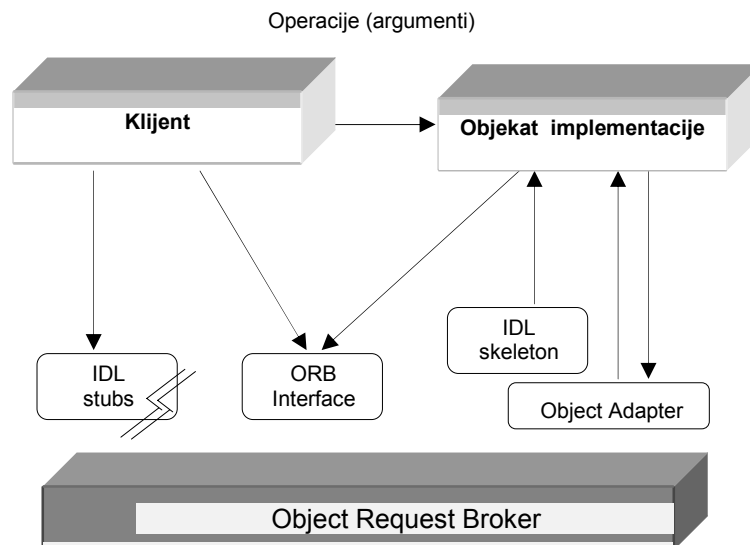 Operacije (argumenti)
Klijent
Objekat implementacije
IDL
stubs
ORB
Interface
IDL
skeleton
Object Adapter
Object Request Broker